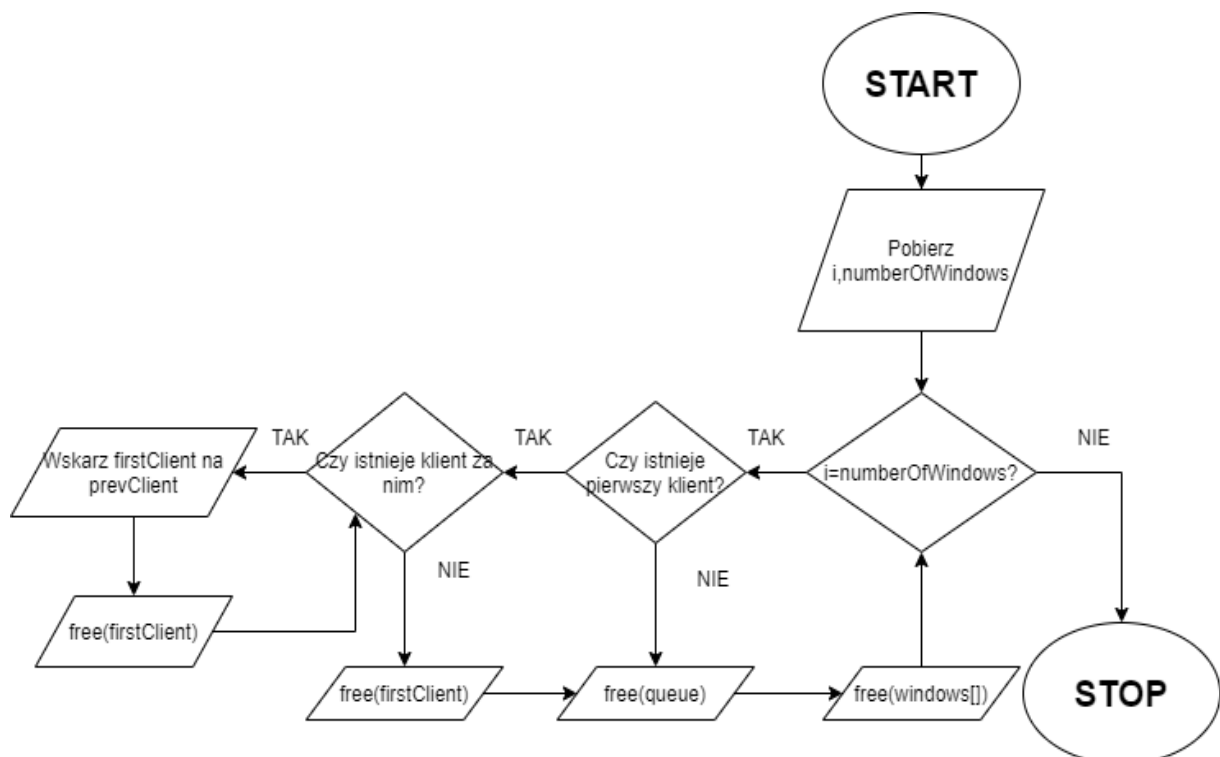 START
Pobierz
i,numberOfWindows
TAK
TAK
TAK
NIE
Wskarz firstClient na
prevClient
Czy istnieje klient za
nim?
Czy istnieje
pierwszy klient?
i=numberOfWindows?
NIE
NIE
free(firstClient)
free(firstClient)
free(queue)
free(windows[])
STOP